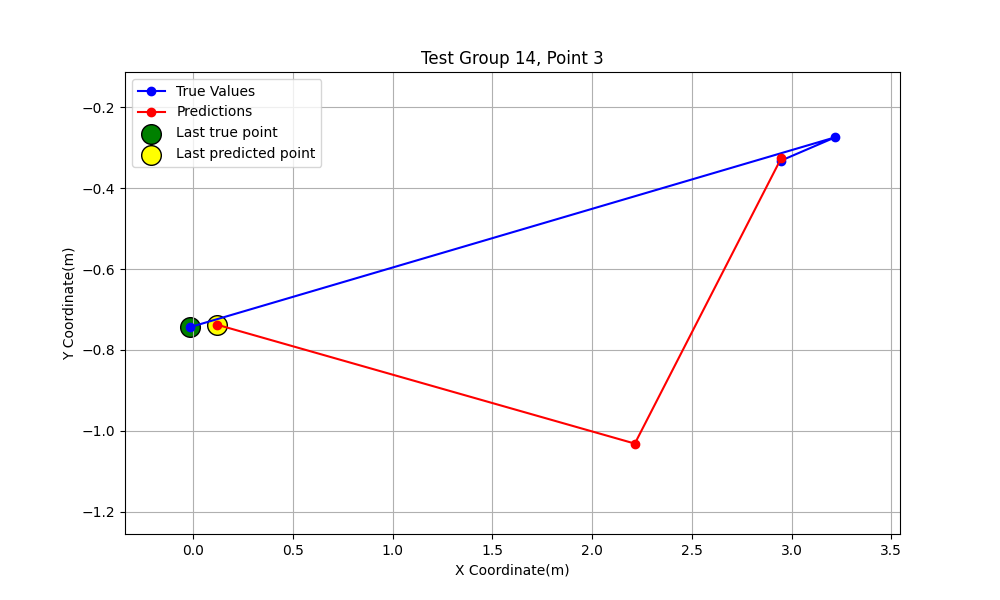 Test Group 14, Point 3
True Values
Predictions
Last true point
Last predicted point
−0.2
−0.4
−0.6
−0.8
−1.0
−1.2
Y Coordinate(m)
0.0 0.5 1.0 1.5 2.0 2.5 3.0 3.5
X Coordinate(m)